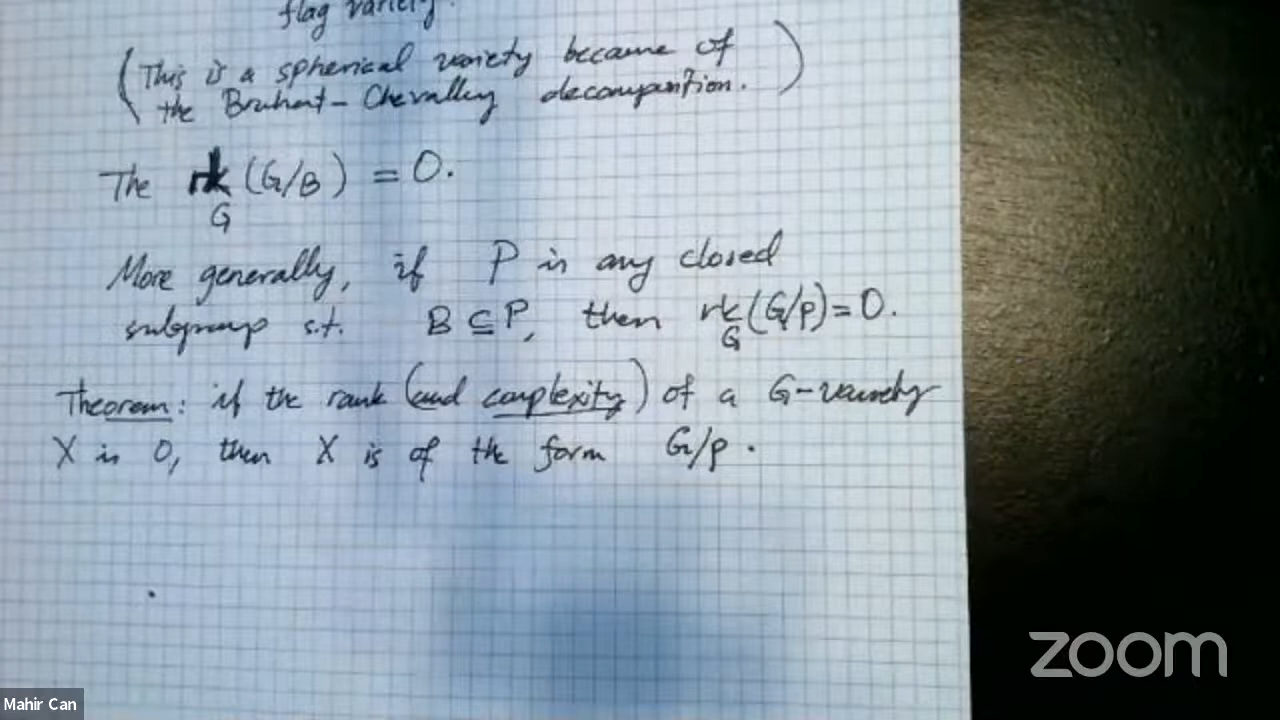 flag variety.
(This is a spherical variety because of
the Bruhat-Chevalley decomposition.)
The rk_G (G/B) = 0.
More generally, if P is any closed
subgroup s.t. B ⊆ P, then rk_G (G/P) = 0.
Theorem: if the rank (and complexity) of a G-variety
X is 0, then X is of the form G/P.
zoom
Mahir Can